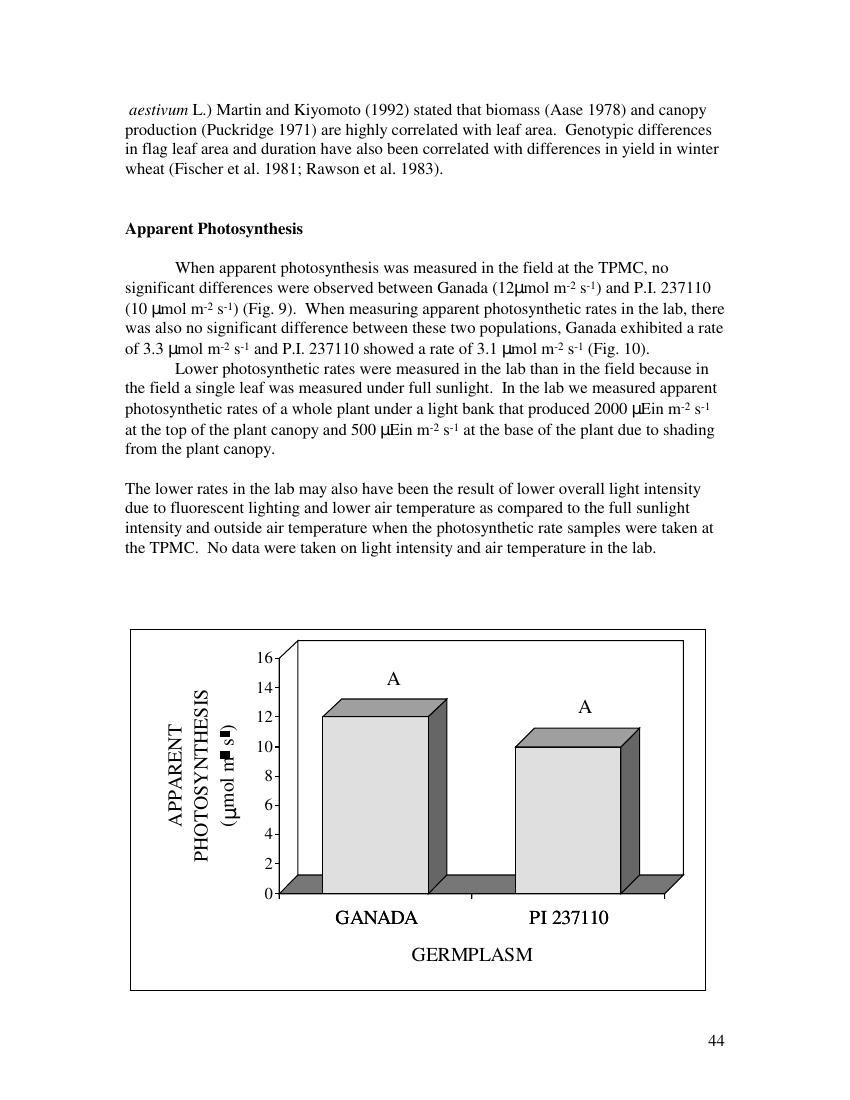 aestivum L.) Martin and Kiyomoto (1992) stated that biomass (Aase 1978) and canopy
production (Puckridge 1971) are highly correlated with leaf area.  Genotypic differences
in flag leaf area and duration have also been correlated with differences in yield in winter
wheat (Fischer et al. 1981; Rawson et al. 1983).
Apparent Photosynthesis
When apparent photosynthesis was measured in the field at the TPMC, no
significant differences were observed between Ganada (12μmol m-2 s-1) and P.I. 237110
(10 μmol m-2 s-1) (Fig. 9).  When measuring apparent photosynthetic rates in the lab, there
was also no significant difference between these two populations, Ganada exhibited a rate
of 3.3 μmol m-2 s-1 and P.I. 237110 showed a rate of 3.1 μmol m-2 s-1 (Fig. 10).
Lower photosynthetic rates were measured in the lab than in the field because in
the field a single leaf was measured under full sunlight.  In the lab we measured apparent
photosynthetic rates of a whole plant under a light bank that produced 2000 μEin m-2 s-1
at the top of the plant canopy and 500 μEin m-2 s-1 at the base of the plant due to shading
from the plant canopy.
The lower rates in the lab may also have been the result of lower overall light intensity
due to fluorescent lighting and lower air temperature as compared to the full sunlight
intensity and outside air temperature when the photosynthetic rate samples were taken at
the TPMC.  No data were taken on light intensity and air temperature in the lab.
APPARENT
PHOTOSYNTHESIS
(μmol m s )
16
14
12
10
8
6
4
2
0
A
A
GANADA
PI 237110
GERMPLASM
44